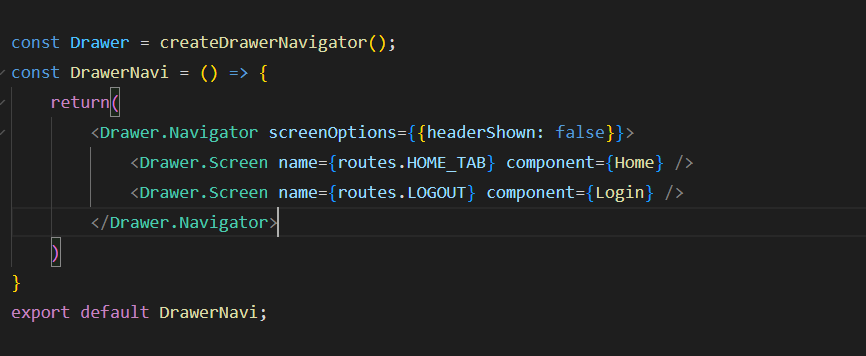 const Drawer = createDrawerNavigator();
const DrawerNavi = () => {
    return(
        <Drawer.Navigator screenOptions={{headerShown: false}}>
            <Drawer.Screen name={routes.HOME_TAB} component={Home} />
            <Drawer.Screen name={routes.LOGOUT} component={Login} />
        </Drawer.Navigator>
    )
}
export default DrawerNavi;